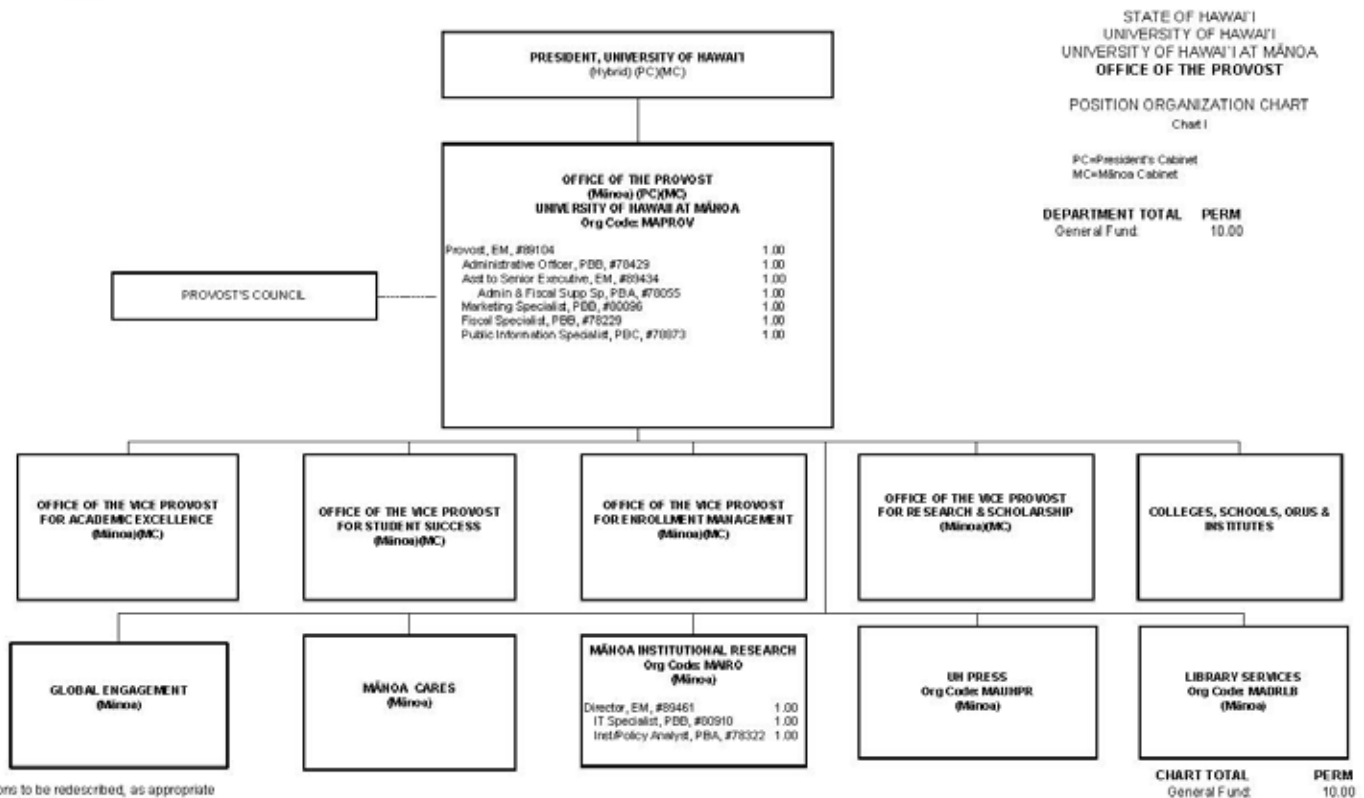 STATE OF HAWAI'I
UNIVERSITY OF HAWAI'I
UNIVERSITY OF HAWAI'I AT MĀNOA
OFFICE OF THE PROVOST
POSITION ORGANIZATION CHART
Chart I
PC=President's Cabinet
MC=Mānoa Cabinet
DEPARTMENT TOTAL PERM
General Fund: 10.00
PRESIDENT, UNIVERSITY OF HAWAI'I
(Hybrid) (PC)(MC)
OFFICE OF THE PROVOST
(Mānoa) (PC)(MC)
UNIVERSITY OF HAWAII AT MĀNOA
Org Code: MAPROV
Provost, EM, #89104 1.00
Administrative Officer, PBB, #78429 1.00
Asst to Senior Executive, EM, #89434 1.00
Admin & Fiscal Supp Sp, PBA, #78055 1.00
Marketing Specialist, PBB, #80096 1.00
Fiscal Specialist, PBB, #78229 1.00
Public Information Specialist, PBC, #78873 1.00
PROVOST'S COUNCIL
OFFICE OF THE VICE PROVOST
FOR ACADEMIC EXCELLENCE
(Mānoa)(MC)
OFFICE OF THE VICE PROVOST
FOR STUDENT SUCCESS
(Mānoa)(MC)
OFFICE OF THE VICE PROVOST
FOR ENROLLMENT MANAGEMENT
(Mānoa)(MC)
OFFICE OF THE VICE PROVOST
FOR RESEARCH & SCHOLARSHIP
(Mānoa)(MC)
COLLEGES, SCHOOLS, ORUS &
INSTITUTES
GLOBAL ENGAGEMENT
(Mānoa)
MĀNOA CARES
(Mānoa)
MĀNOA INSTITUTIONAL RESEARCH
Org Code: MAIRO
(Mānoa)
Director, EM, #89461 1.00
IT Specialist, PBB, #80910 1.00
Inst/Policy Analyst, PBA, #78322 1.00
UH PRESS
Org Code: MAUHPR
(Mānoa)
LIBRARY SERVICES
Org Code: MADRLB
(Mānoa)
CHART TOTAL PERM
General Fund: 10.00
ons to be redescribed, as appropriate